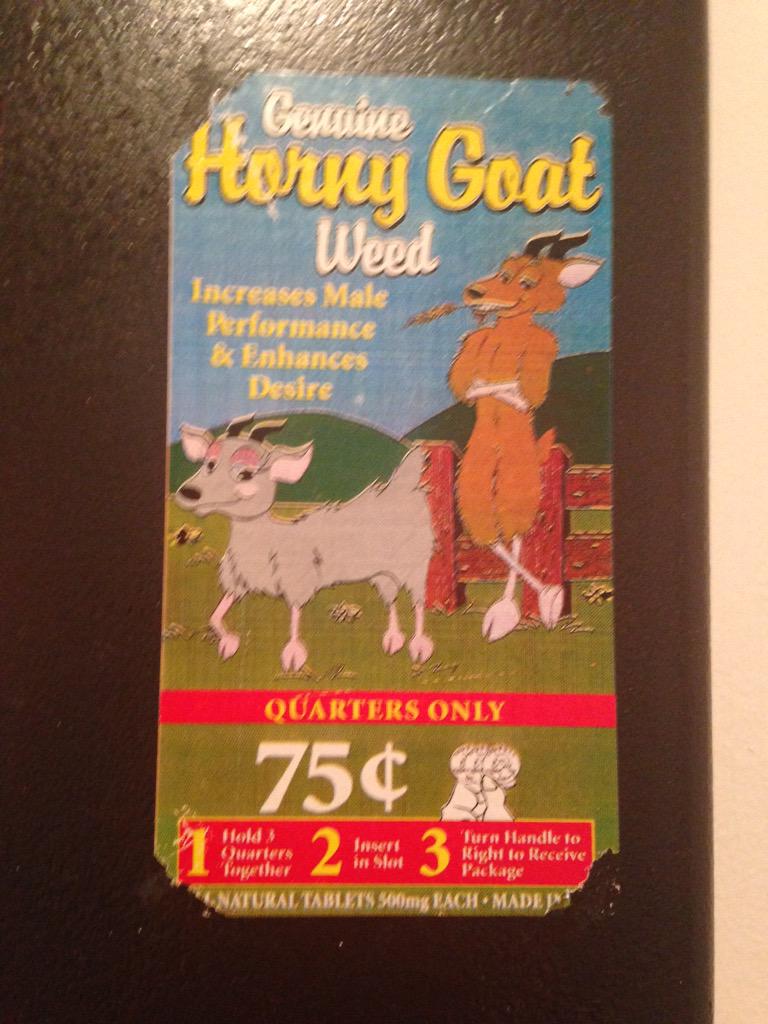 Genuine
Horny Goat
Weed
Increases Male
Performance
& Enhances
Desire
QUARTERS ONLY
75¢
1 Hold 3
Quarters
Together
2 Insert
in Slot
3 Turn Handle to
Right to Receive
Package
NATURAL TABLETS 500mg EACH • MADE